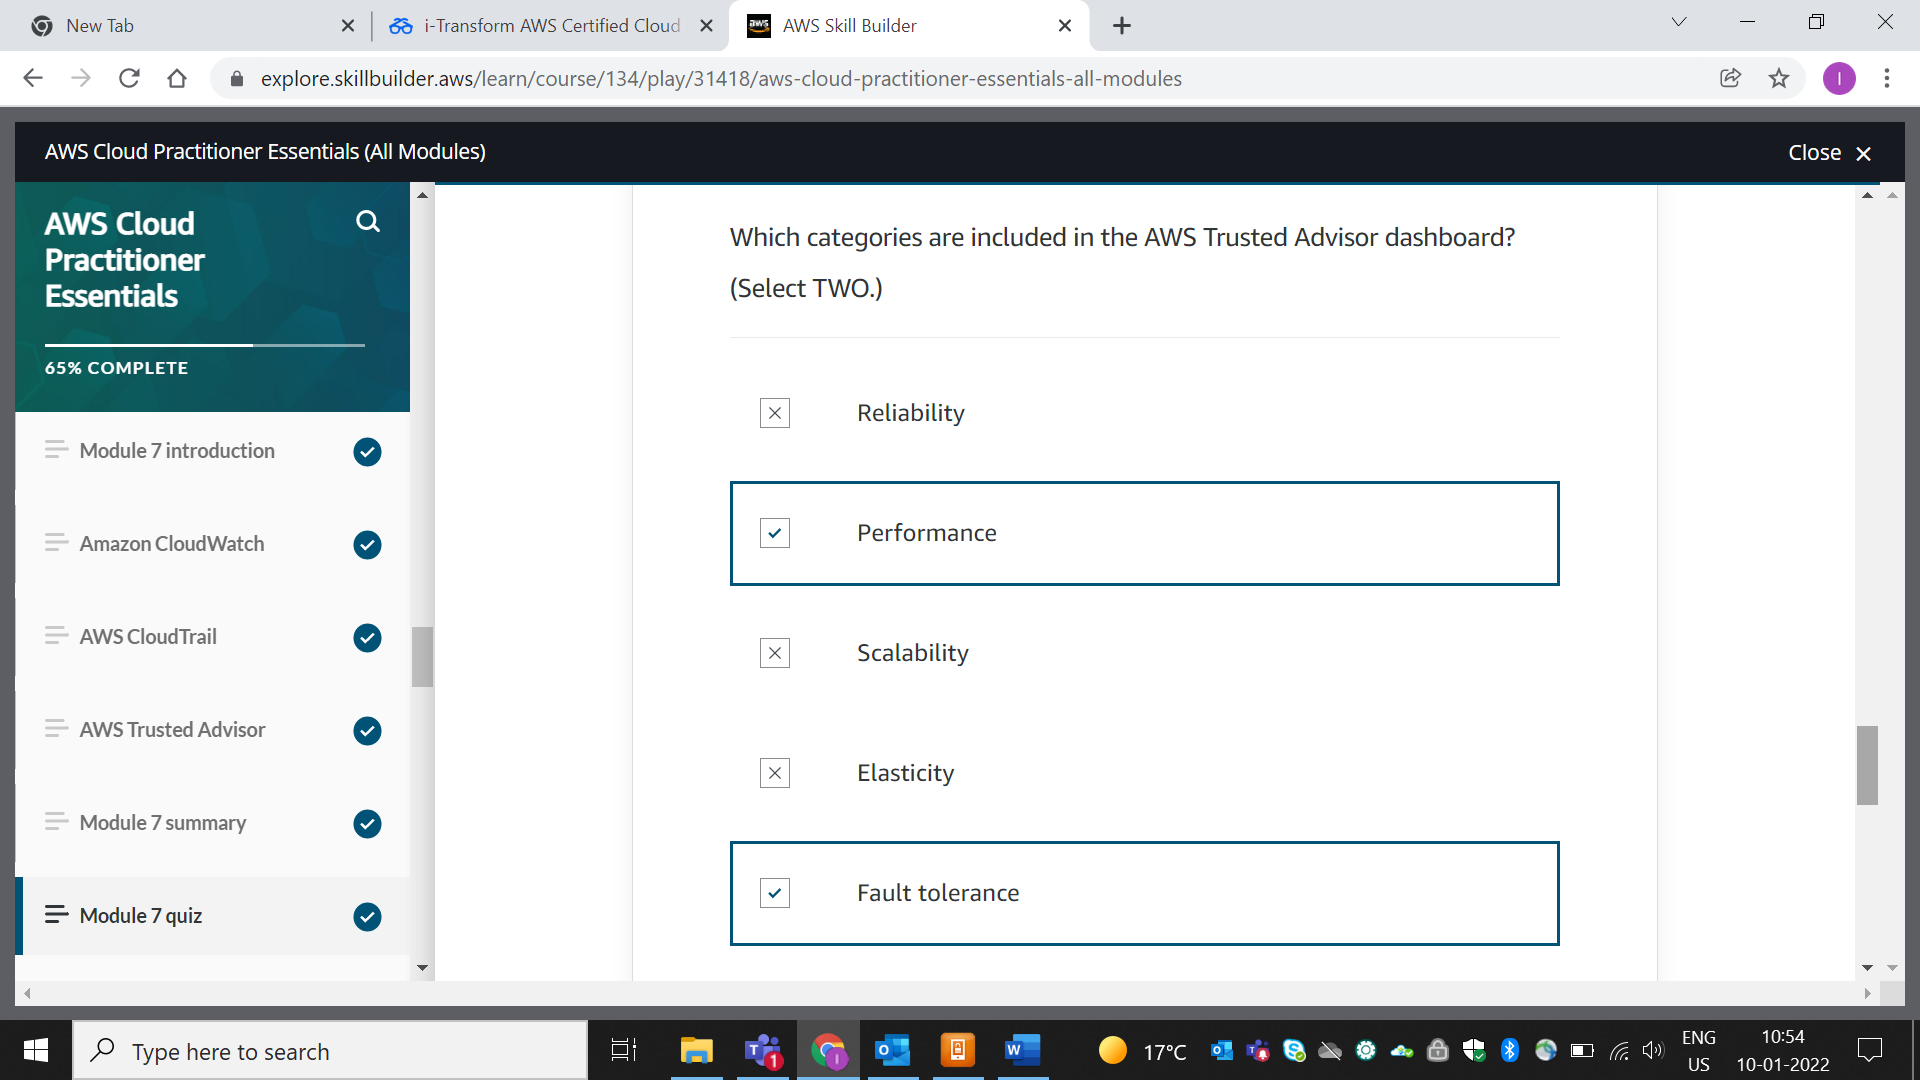 New Tab
i-Transform AWS Certified Cloud
aws AWS Skill Builder
explore.skillbuilder.aws/learn/course/134/play/31418/aws-cloud-practitioner-essentials-all-modules
I
AWS Cloud Practitioner Essentials (All Modules)
Close
AWS Cloud
Practitioner
Essentials
65% COMPLETE
Module 7 introduction
Amazon CloudWatch
AWS CloudTrail
AWS Trusted Advisor
Module 7 summary
Module 7 quiz
Which categories are included in the AWS Trusted Advisor dashboard?
(Select TWO.)
Reliability
Performance
Scalability
Elasticity
Fault tolerance
Type here to search
T 1
I
O
W
17°C
ENG
US
10:54
10-01-2022